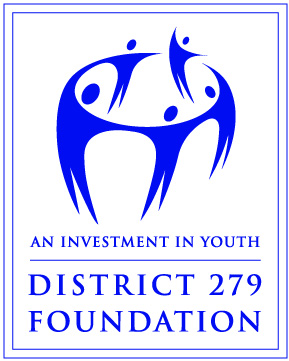 AN INVESTMENT IN YOUTH
DISTRICT 279
FOUNDATION